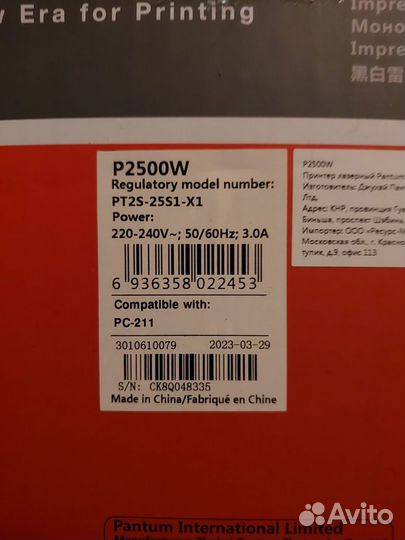 Era for Printing
Impre
Моно
Impre
黑白雷
P2500W
Regulatory model number:
PT2S-25S1-X1
Power:
220-240V~; 50/60Hz; 3.0A
6 936358 022453
Compatible with:
PC-211
3010610079 2023-03-29
S/N: CK8Q048335
Made in China/Fabriqué en Chine
P2500W
Принтер лазерный Pantum
Изготовитель: Джухай Пан
Лтд.
Адрес: КНР, провинция Гуа
Биньша, проспект Шэбинь
Импортер: ООО «Ресурс-М
Московская обл., г. Красно
тупик, д.9, офис 113
Pantum International Limited
Avito